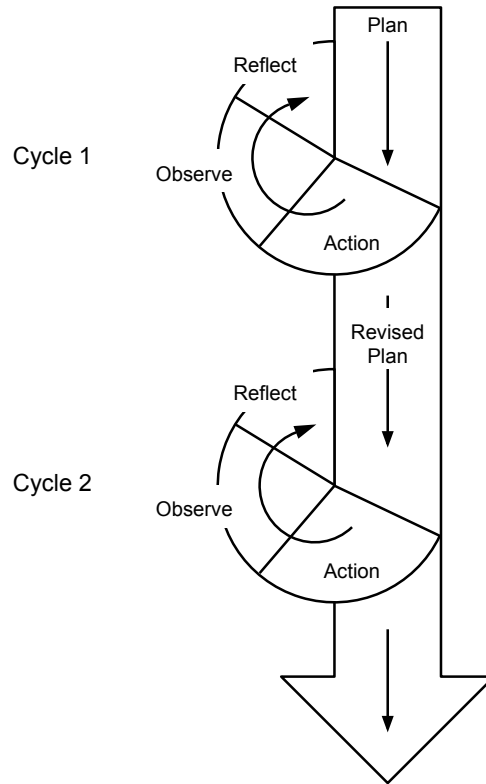 Plan
Reflect
Cycle 1
Observe
Action
Revised
Plan
Reflect
Cycle 2
Observe
Action